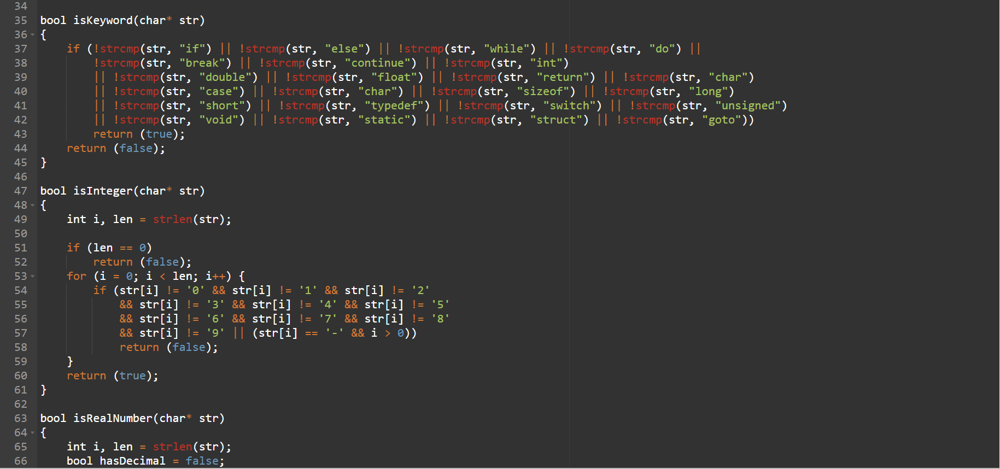 34
35 bool isKeyword(char* str)
36 {
37     if (!strcmp(str, "if") || !strcmp(str, "else") || !strcmp(str, "while") || !strcmp(str, "do") ||
38         !strcmp(str, "break") || !strcmp(str, "continue") || !strcmp(str, "int")
39         || !strcmp(str, "double") || !strcmp(str, "float") || !strcmp(str, "return") || !strcmp(str, "char")
40         || !strcmp(str, "case") || !strcmp(str, "char") || !strcmp(str, "sizeof") || !strcmp(str, "long")
41         || !strcmp(str, "short") || !strcmp(str, "typedef") || !strcmp(str, "switch") || !strcmp(str, "unsigned")
42         || !strcmp(str, "void") || !strcmp(str, "static") || !strcmp(str, "struct") || !strcmp(str, "goto"))
43         return (true);
44     return (false);
45 }
46
47 bool isInteger(char* str)
48 {
49     int i, len = strlen(str);
50
51     if (len == 0)
52         return (false);
53     for (i = 0; i < len; i++) {
54         if (str[i] != '0' && str[i] != '1' && str[i] != '2'
55             && str[i] != '3' && str[i] != '4' && str[i] != '5'
56             && str[i] != '6' && str[i] != '7' && str[i] != '8'
57             && str[i] != '9' || (str[i] == '-' && i > 0))
58             return (false);
59     }
60     return (true);
61 }
62
63 bool isRealNumber(char* str)
64 {
65     int i, len = strlen(str);
66     bool hasDecimal = false;